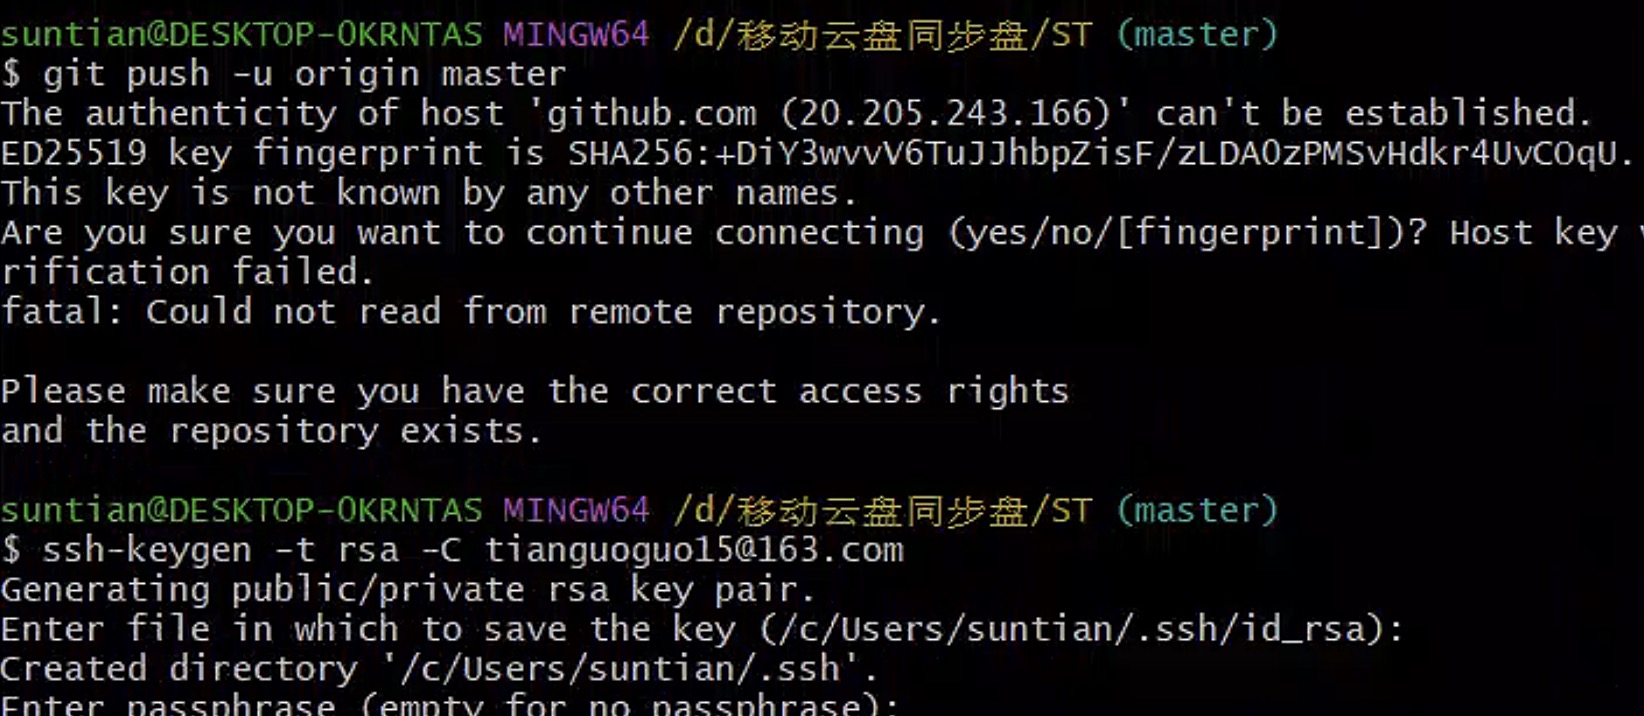 suntian@DESKTOP-0KRNTAS MINGW64 /d/移动云盘同步盘/ST (master)
$ git push -u origin master
The authenticity of host 'github.com (20.205.243.166)' can't be established.
ED25519 key fingerprint is SHA256:+DiY3wvvV6TuJJhbpZisF/zLDA0zPMSvHdkr4UvCOqU.
This key is not known by any other names.
Are you sure you want to continue connecting (yes/no/[fingerprint])? Host key
rification failed.
fatal: Could not read from remote repository.
Please make sure you have the correct access rights
and the repository exists.
suntian@DESKTOP-0KRNTAS MINGW64 /d/移动云盘同步盘/ST (master)
$ ssh-keygen -t rsa -C tianguoguo15@163.com
Generating public/private rsa key pair.
Enter file in which to save the key (/c/Users/suntian/.ssh/id_rsa):
Created directory '/c/Users/suntian/.ssh'.
Enter passphrase (empty for no passphrase):